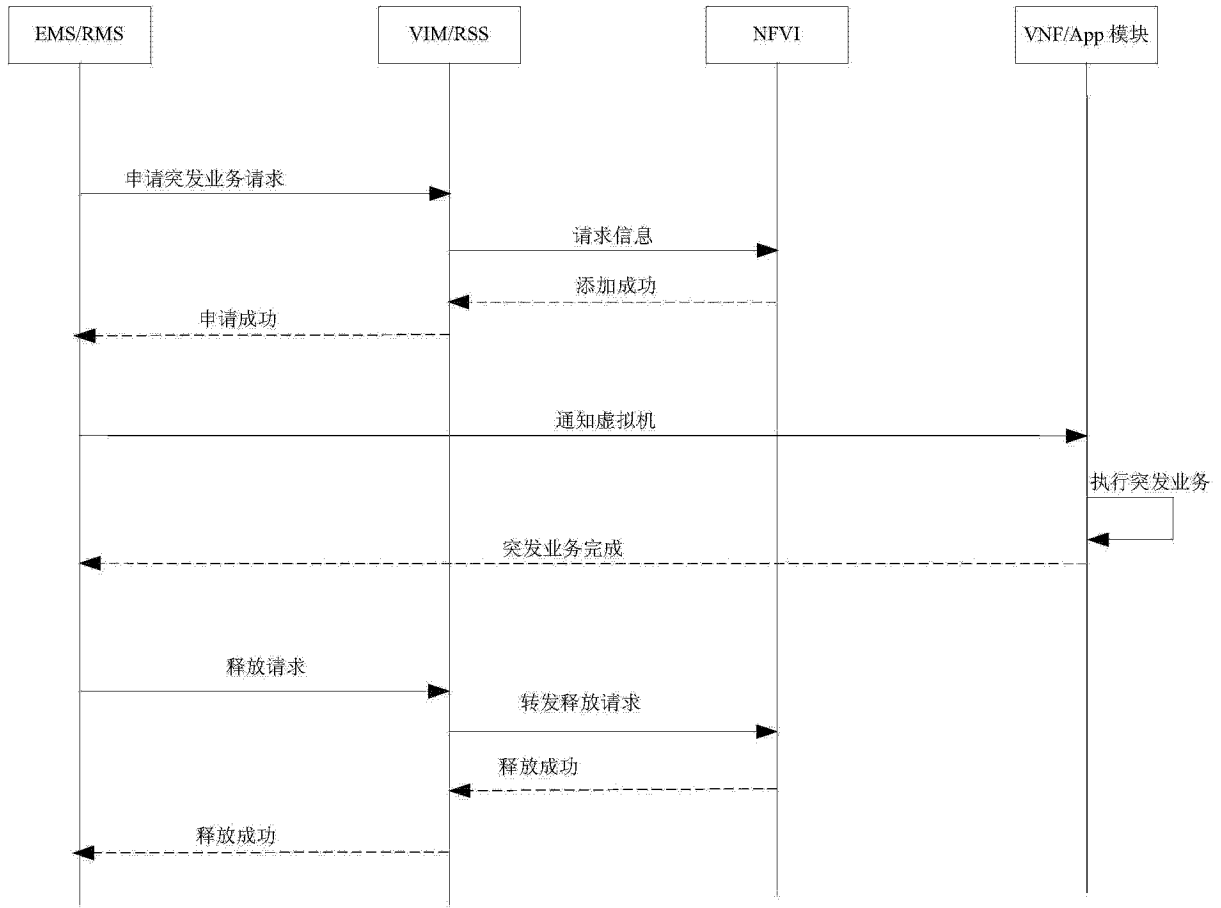 EMS/RMS
VIM/RSS
NFVI
VNF/App 模块
申请突发业务请求
请求信息
添加成功
申请成功
通知虚拟机
执行突发业务
突发业务完成
释放请求
转发释放请求
释放成功
释放成功